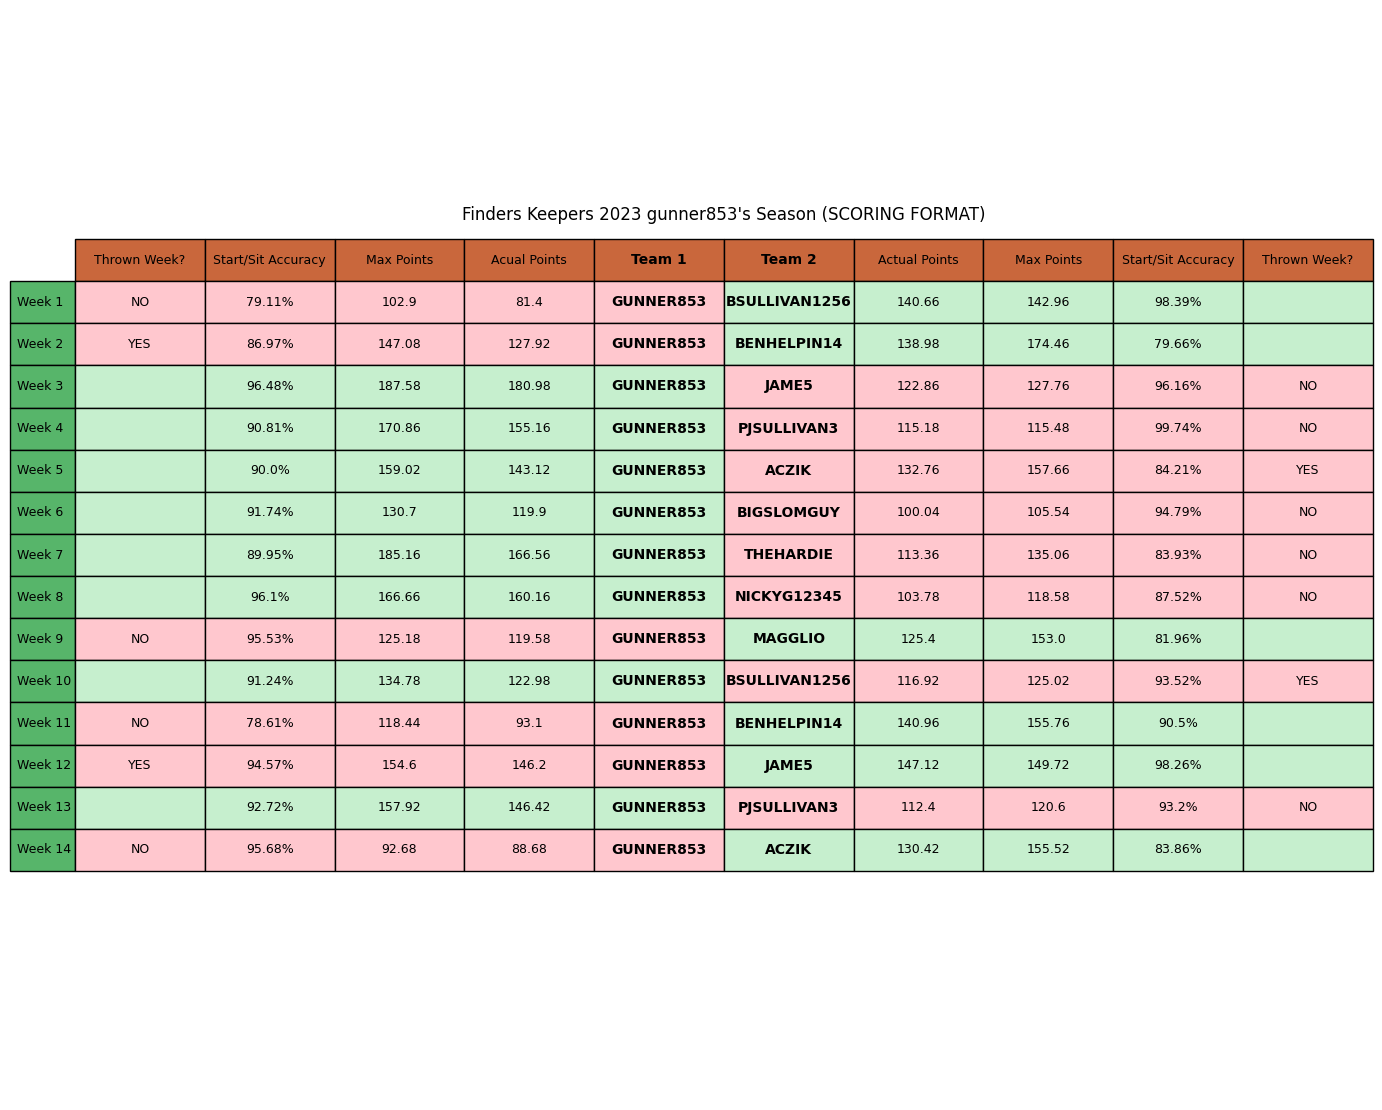 Finders Keepers 2023 gunner853's Season (SCORING FORMAT)
Thrown Week? Start/Sit Accuracy Max Points Acual Points Team 1 Team 2 Actual Points Max Points Start/Sit Accuracy Thrown Week?
Week 1 NO 79.11% 102.9 81.4 GUNNER853 BSULLIVAN1256 140.66 142.96 98.39%
Week 2 YES 86.97% 147.08 127.92 GUNNER853 BENHELPIN14 138.98 174.46 79.66%
Week 3 96.48% 187.58 180.98 GUNNER853 JAME5 122.86 127.76 96.16% NO
Week 4 90.81% 170.86 155.16 GUNNER853 PJSULLIVAN3 115.18 115.48 99.74% NO
Week 5 90.0% 159.02 143.12 GUNNER853 ACZIK 132.76 157.66 84.21% YES
Week 6 91.74% 130.7 119.9 GUNNER853 BIGSLOMGUY 100.04 105.54 94.79% NO
Week 7 89.95% 185.16 166.56 GUNNER853 THEHARDIE 113.36 135.06 83.93% NO
Week 8 96.1% 166.66 160.16 GUNNER853 NICKYG12345 103.78 118.58 87.52% NO
Week 9 NO 95.53% 125.18 119.58 GUNNER853 MAGGLIO 125.4 153.0 81.96%
Week 10 91.24% 134.78 122.98 GUNNER853 BSULLIVAN1256 116.92 125.02 93.52% YES
Week 11 NO 78.61% 118.44 93.1 GUNNER853 BENHELPIN14 140.96 155.76 90.5%
Week 12 YES 94.57% 154.6 146.2 GUNNER853 JAME5 147.12 149.72 98.26%
Week 13 92.72% 157.92 146.42 GUNNER853 PJSULLIVAN3 112.4 120.6 93.2% NO
Week 14 NO 95.68% 92.68 88.68 GUNNER853 ACZIK 130.42 155.52 83.86%